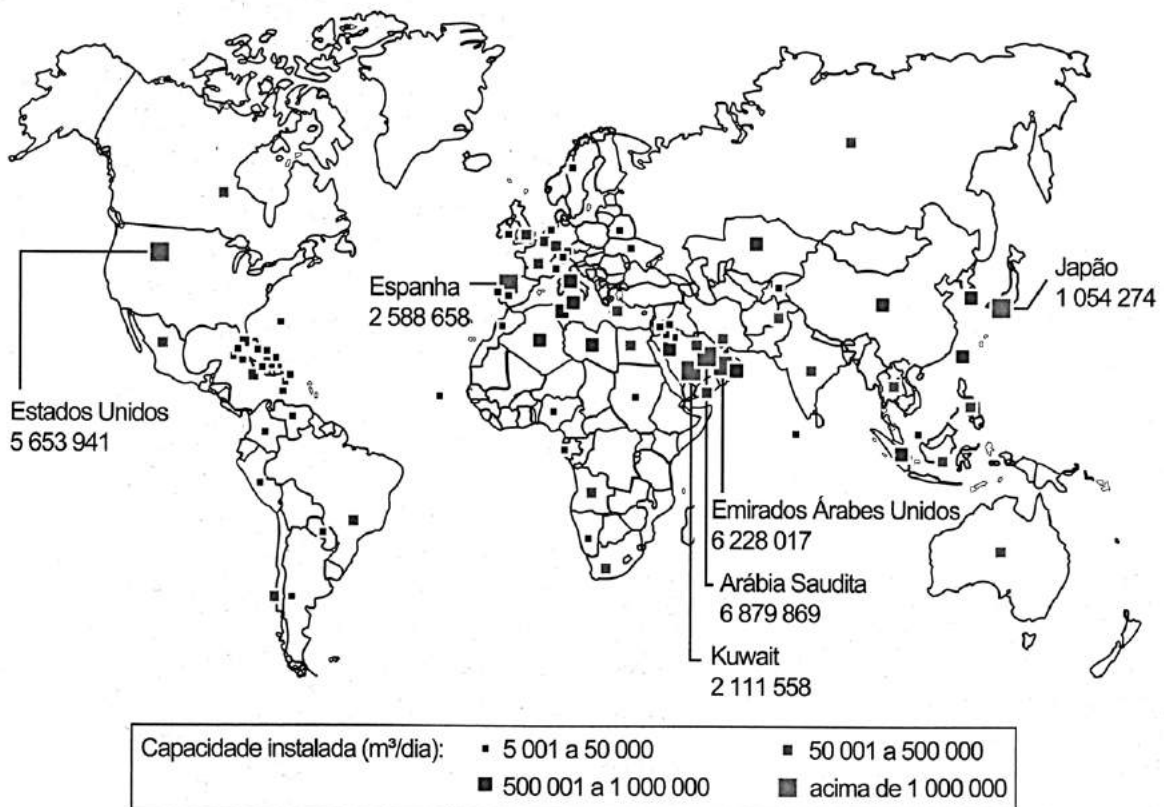 Espanha
2 588 658
Japão
1 054 274
Estados Unidos
5 653 941
Emirados Árabes Unidos
6 228 017
Arábia Saudita
6 879 869
Kuwait
2 111 558
Capacidade instalada (m³/dia):
5 001 a 50 000
50 001 a 500 000
500 001 a 1 000 000
acima de 1 000 000